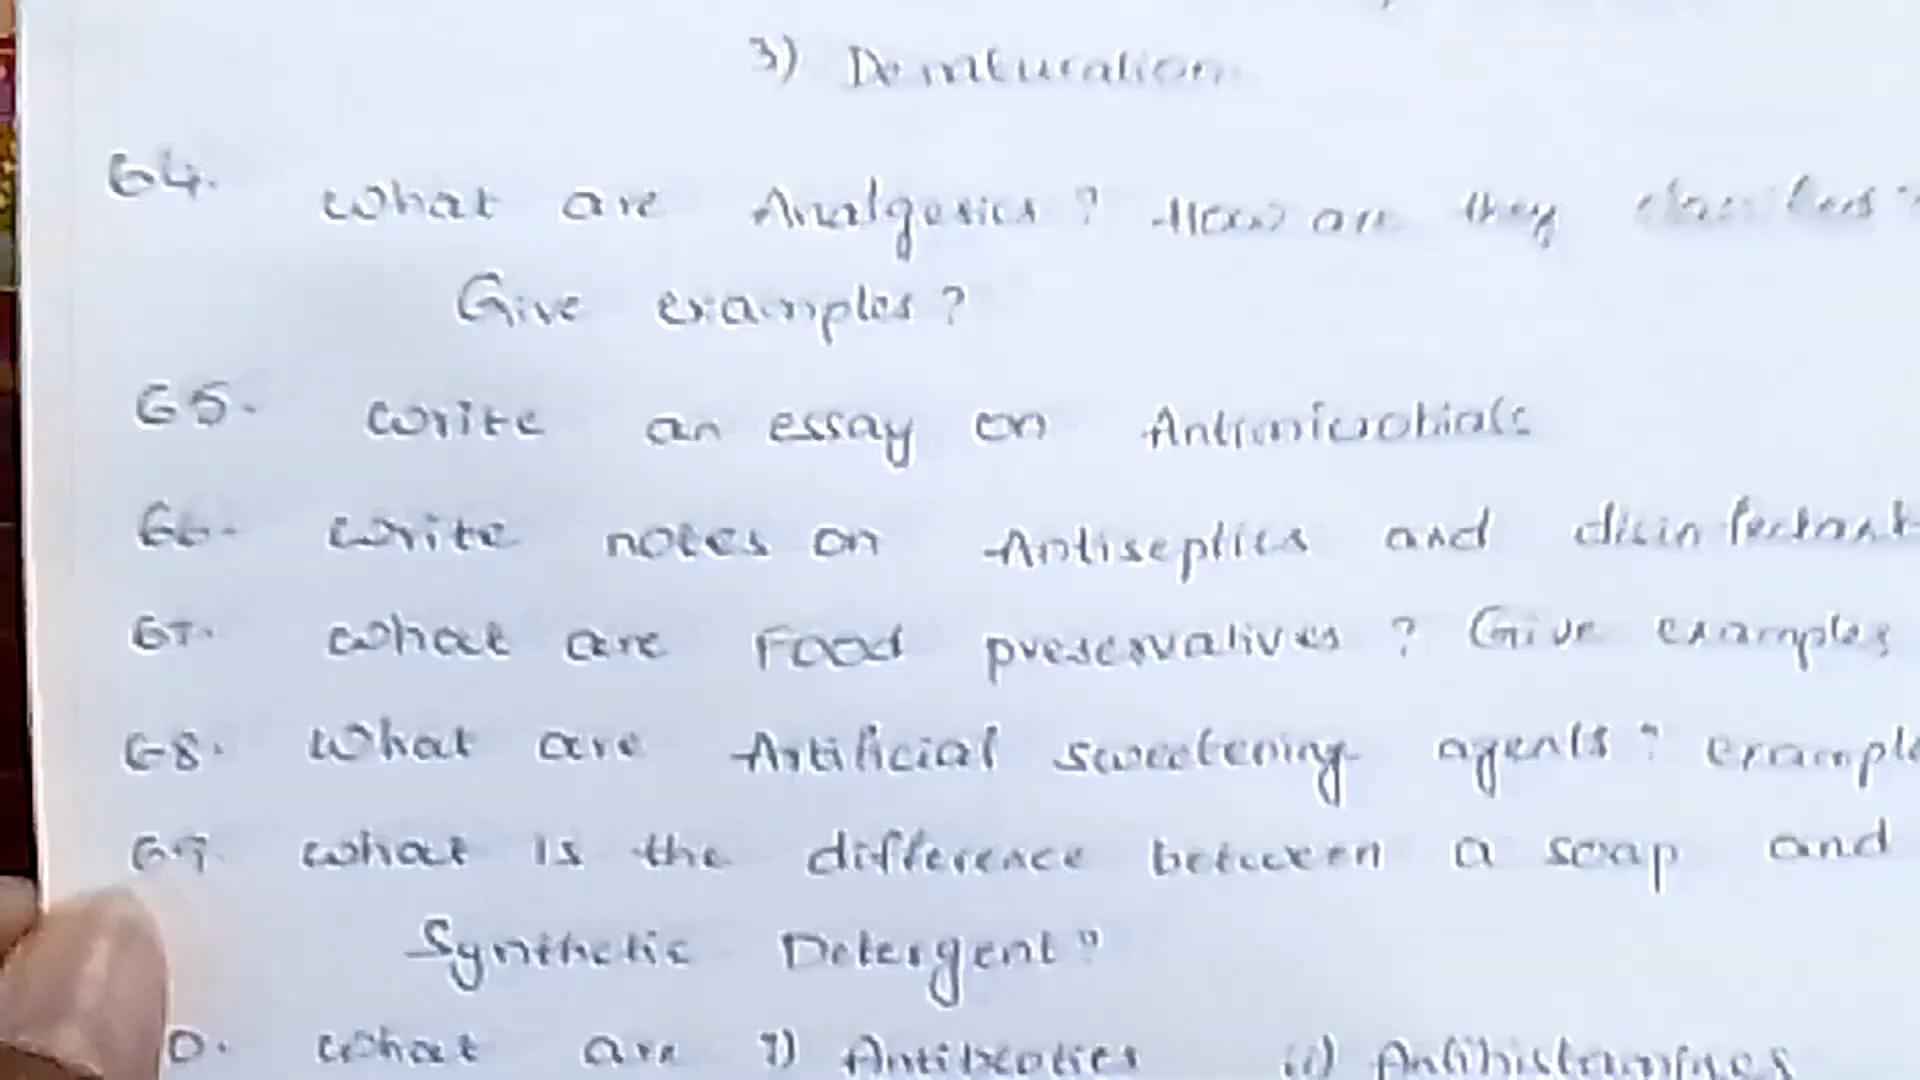 3) Denaturation
64. What are Analgesics ? How are they classified ?
Give examples ?
65. Write an essay on Antimicrobials
66. Write notes on Antiseptics and disinfectant
67. What are Food preservatives ? Give examples
68. What are Artificial sweetening agents ? example
69. What is the difference between a soap and
Synthetic Detergent ?
0. What are i) Antibiotics ii) Antihistamines